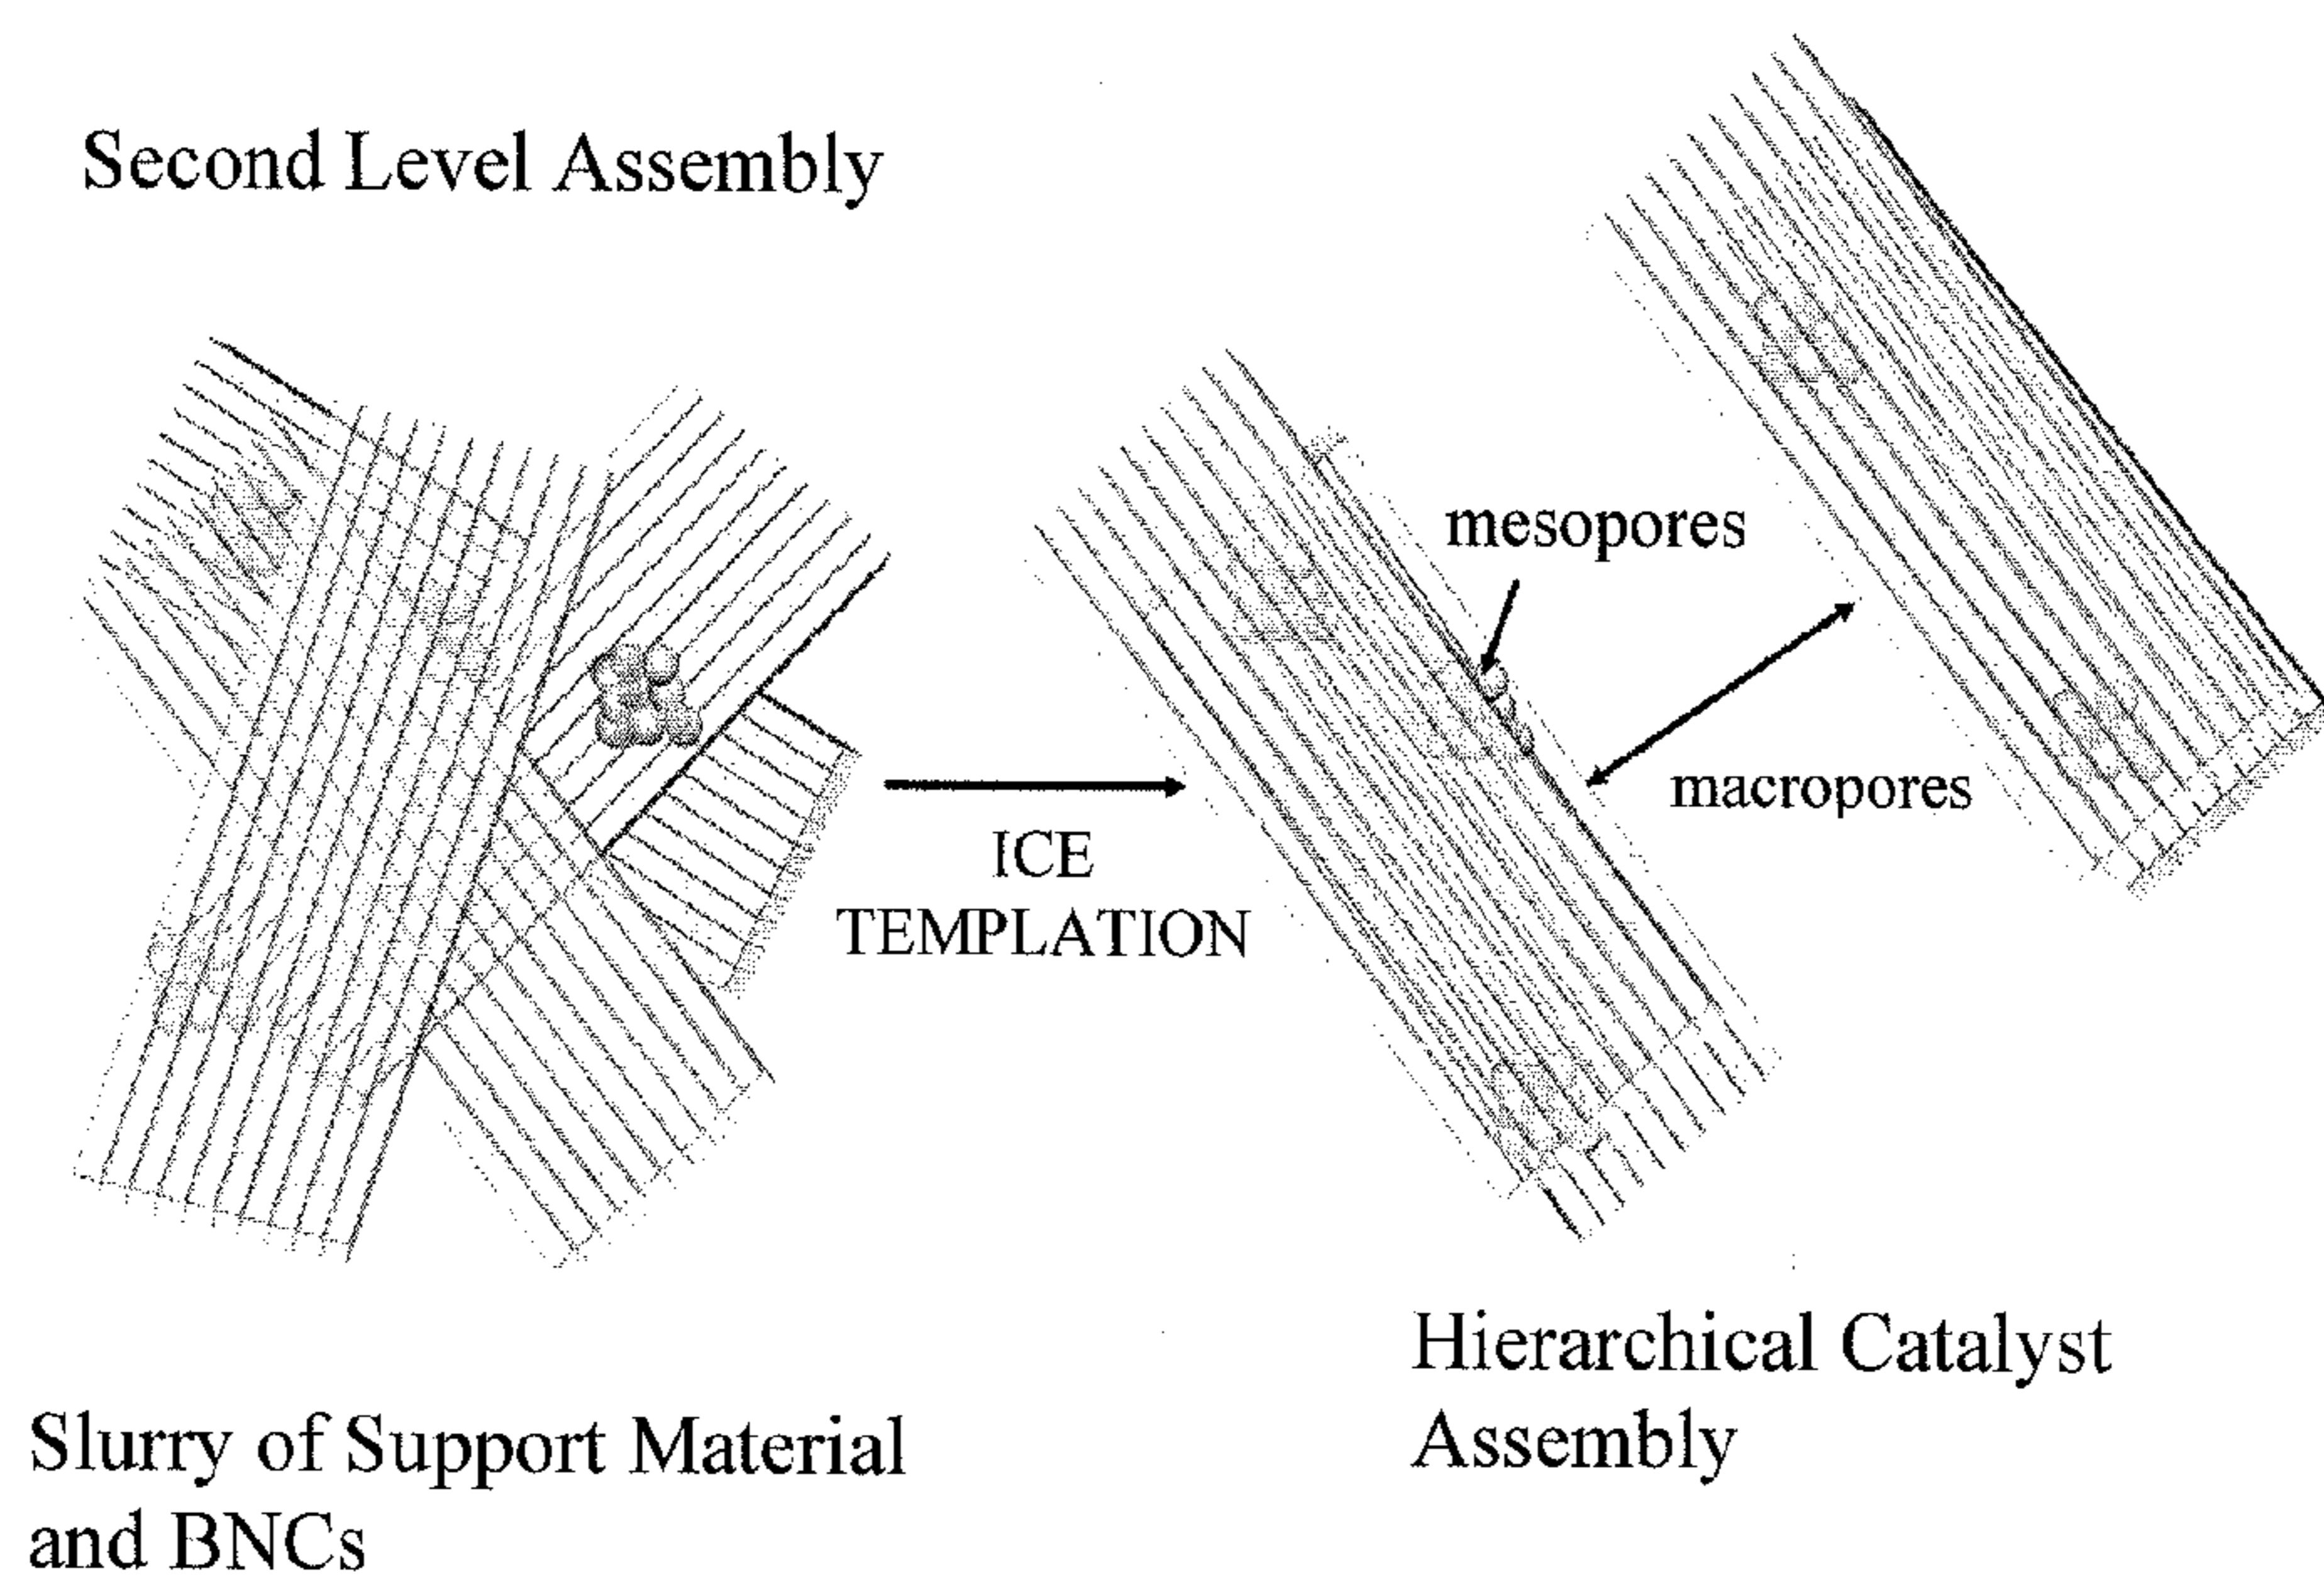 Second Level Assembly
mesopores
macropores
ICE
TEMPLATION
Hierarchical Catalyst
Assembly
Slurry of Support Material
and BNCs